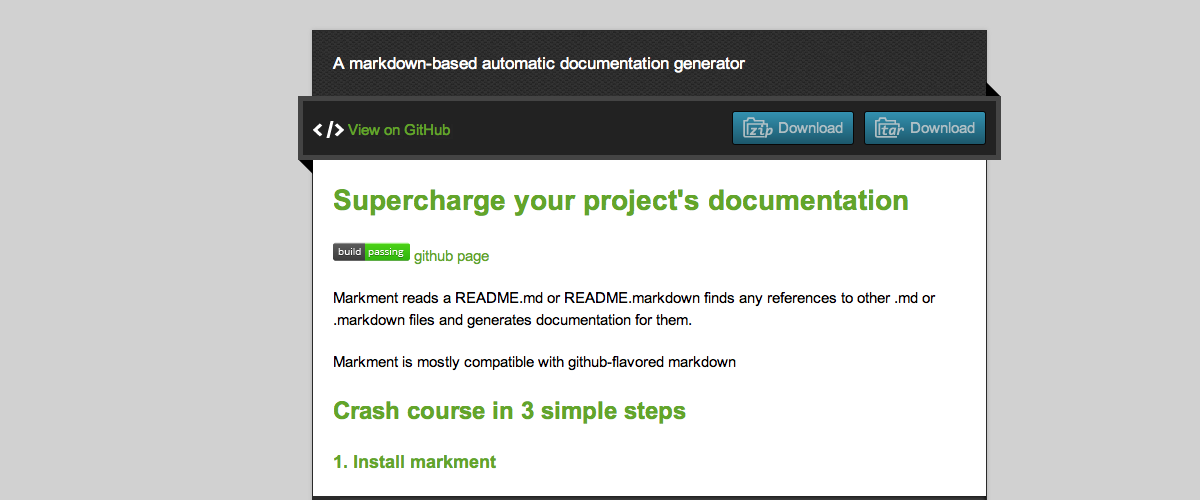 A markdown-based automatic documentation generator
</> View on GitHub zip Download tar Download
Supercharge your project's documentation
build passing github page
Markment reads a README.md or README.markdown finds any references to other .md or
.markdown files and generates documentation for them.
Markment is mostly compatible with github-flavored markdown
Crash course in 3 simple steps
1. Install markment